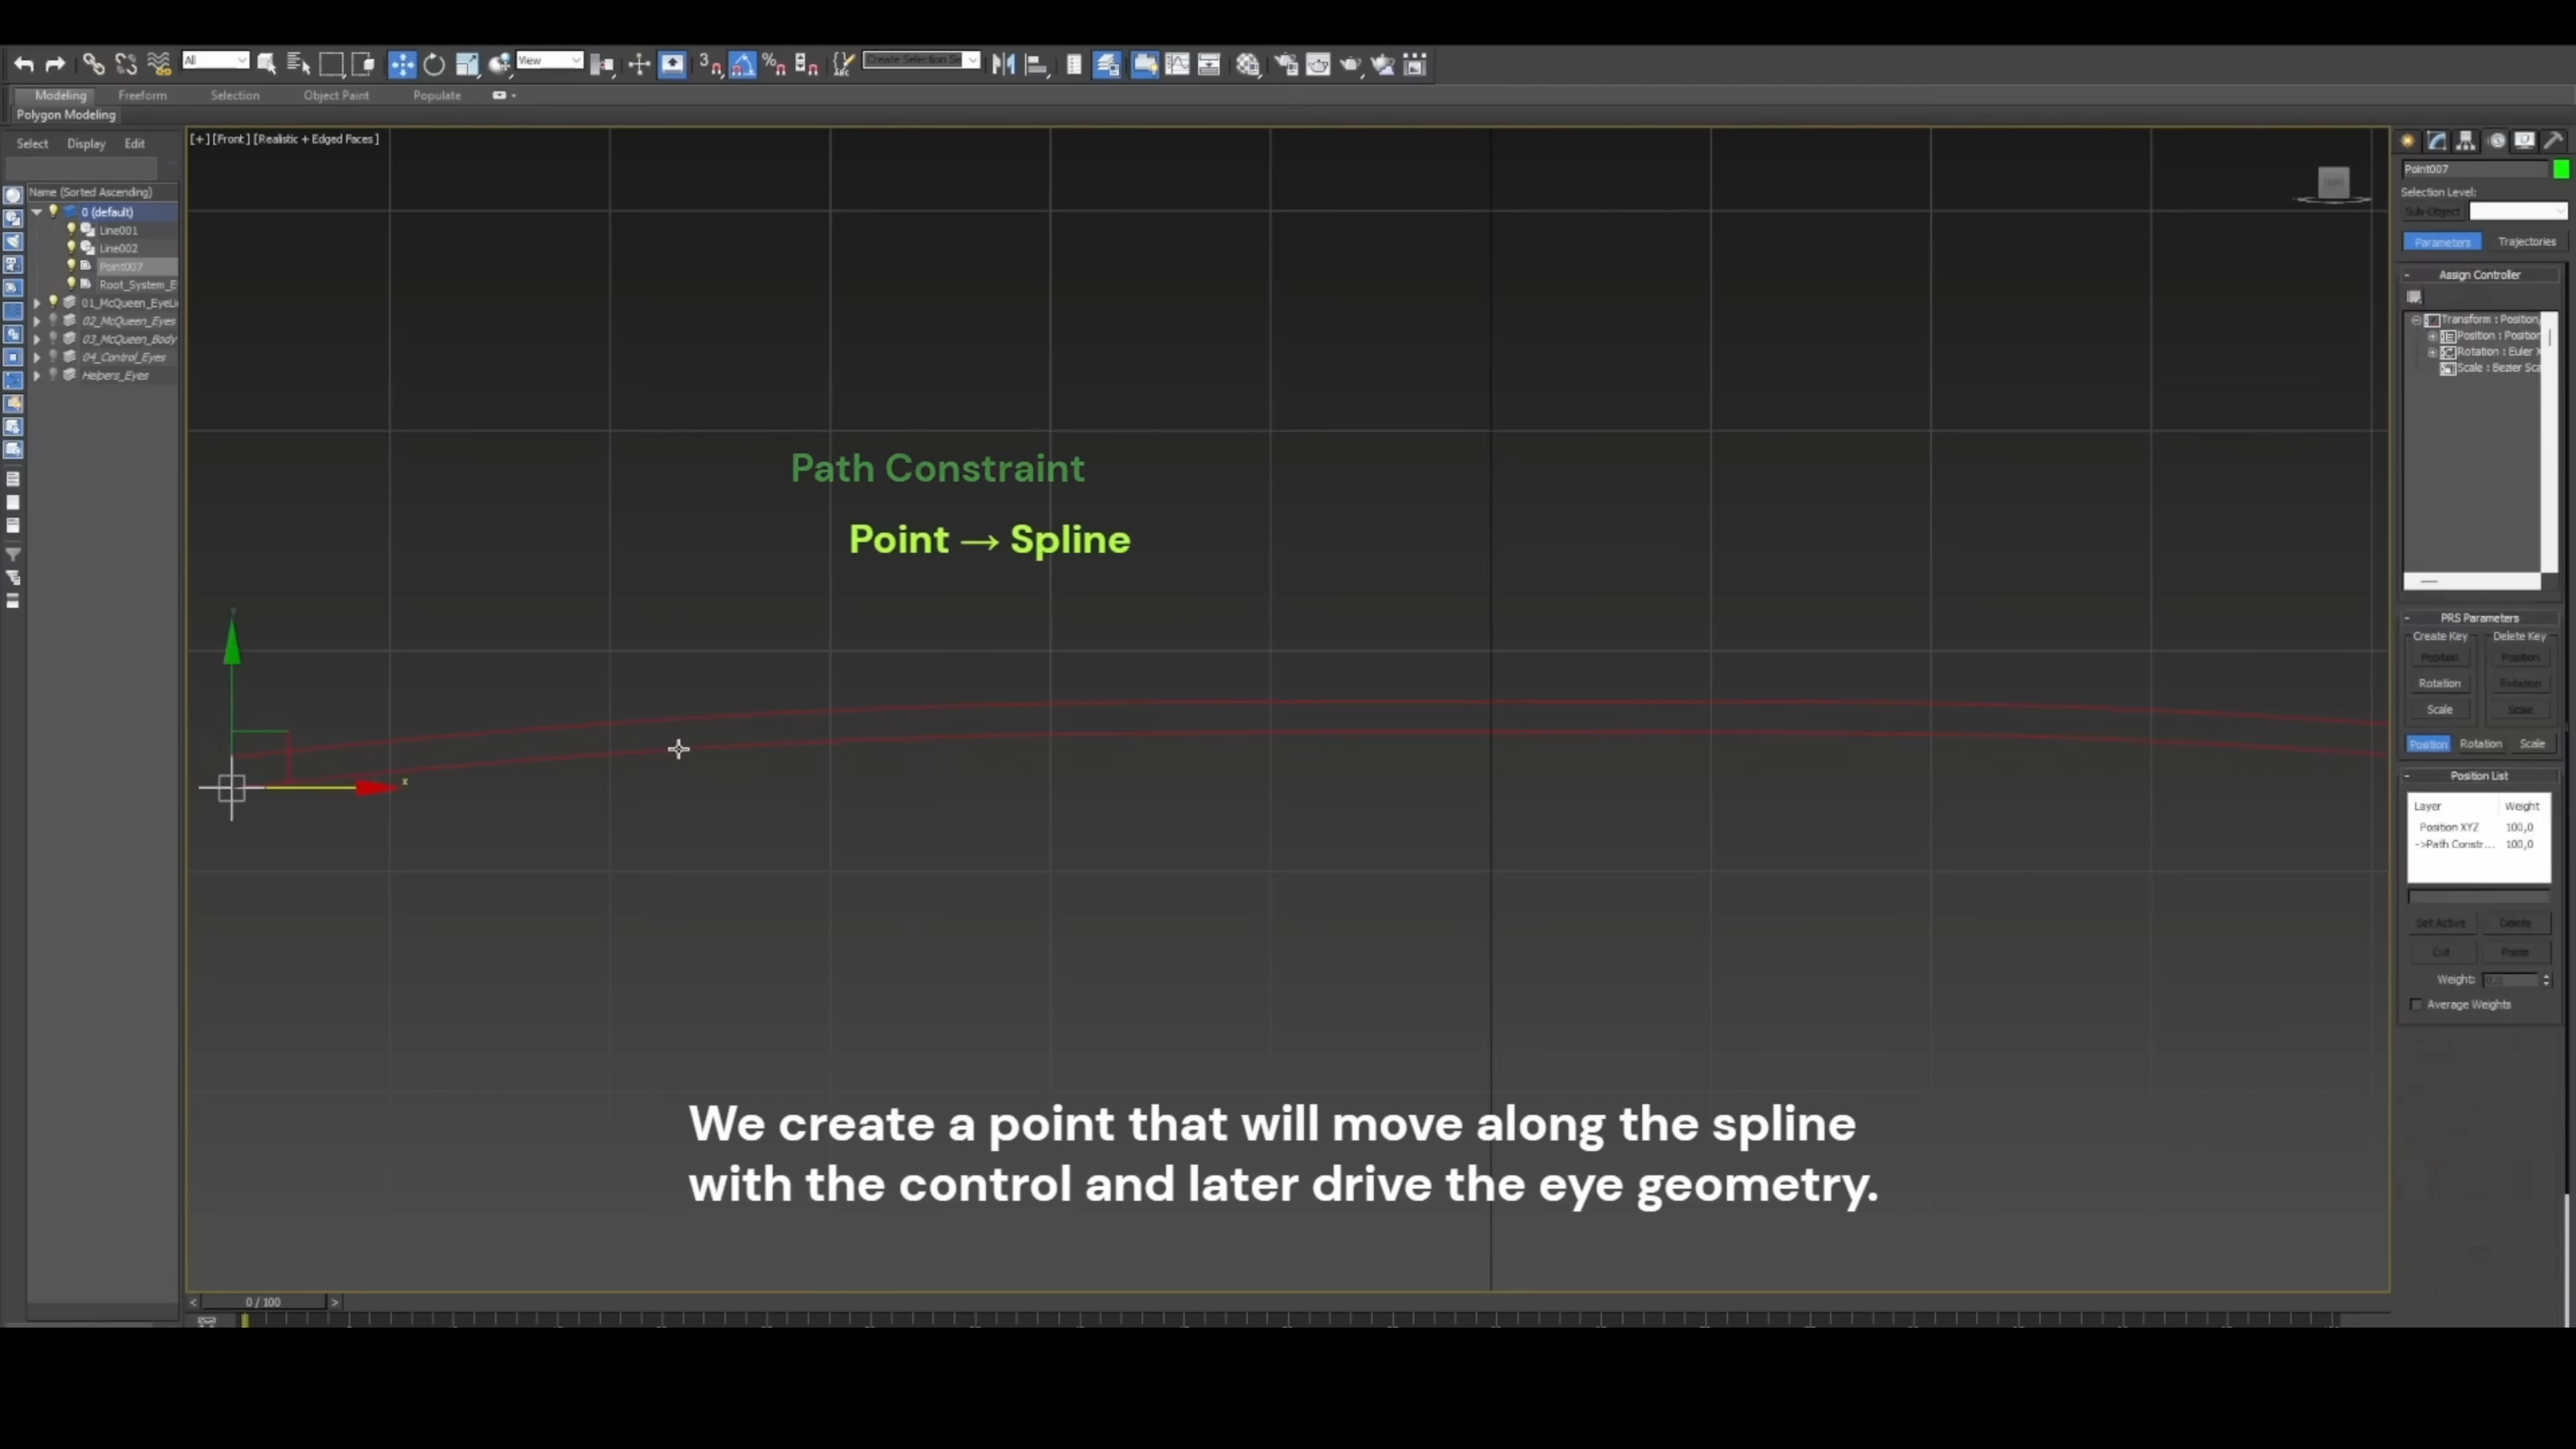 All
View
Create Selection Se
Modeling
Freeform
Selection
Object Paint
Populate
Polygon Modeling
Select
Display
Edit
[+] [Front] [Realistic + Edged Faces]
Name (Sorted Ascending)
0 (default)
Line001
Line002
Point007
Root_System_E
01_McQueen_EyeLi
02_McQueen_Eyes
03_McQueen_Body
04_Control_Eyes
Helpers_Eyes
Path Constraint
Point → Spline
x
We create a point that will move along the spline
with the control and later drive the eye geometry.
< 0 / 100 >
Point007
Selection Level:
Sub-Object
Parameters
Trajectories
- Assign Controller
Transform : Position,
Position : Position
Rotation : Euler X
Scale : Bezier Sca
- PRS Parameters
Create Key
Delete Key
Position
Position
Rotation
Rotation
Scale
Scale
Position
Rotation
Scale
- Position List
Layer
Weight
Position XYZ
100,0
->Path Constr...
100,0
Set Active
Delete
Cut
Paste
Weight:
Average Weights